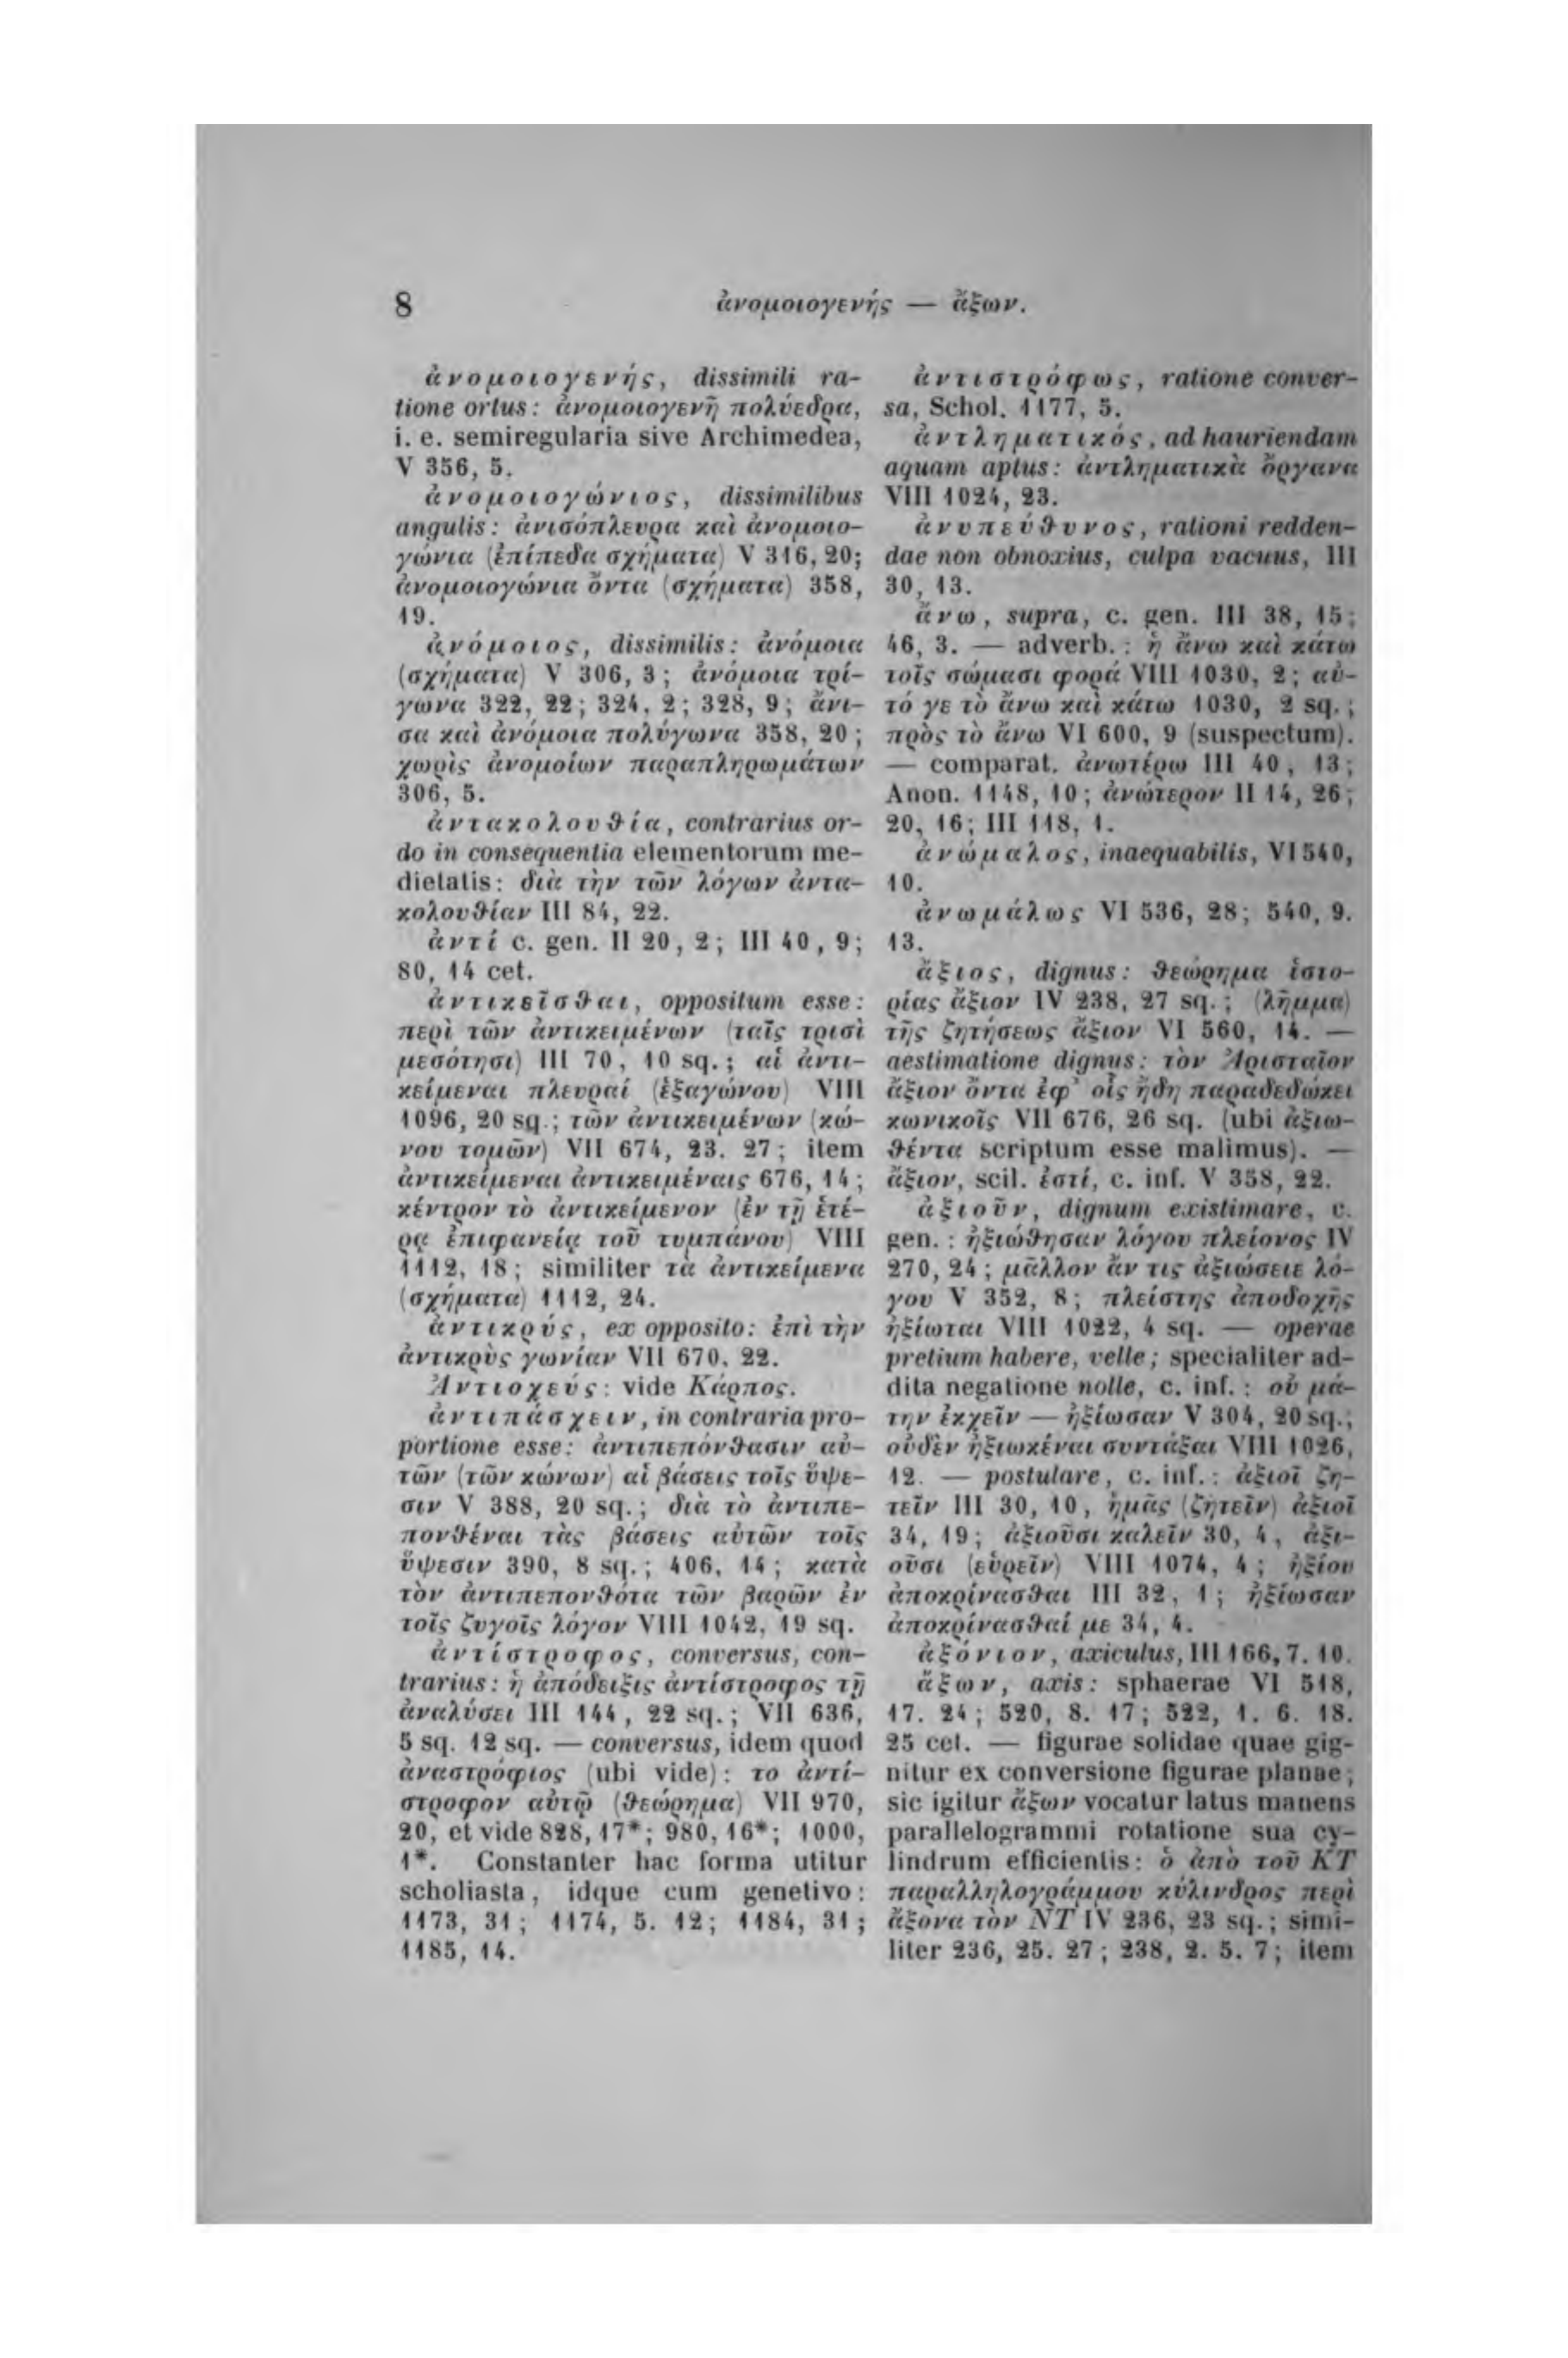 8 ἀνομοιογενής — ἄξων.
ἀνομοιογενής, dissimili ra-
tione ortus: ἀνομοιογενῆ πολύεδρα,
i. e. semiregularia sive Archimedea,
V 356, 5.
ἀνομοιογώνιος, dissimilibus
angulis: ἀνισόπλευρα καὶ ἀνομοιο-
γώνια (ἐπίπεδα σχήματα) V 316, 20;
ἀνομοιογώνια ὄντα (σχήματα) 358,
19.
ἀνόμοιος, dissimilis: ἀνόμοια
(σχήματα) V 306, 3; ἀνόμοια τρί-
γωνα 322, 22; 324, 2; 328, 9; ἄνι-
σα καὶ ἀνόμοια πολύγωνα 358, 20;
χωρὶς ἀνομοίων παραπληρωμάτων
306, 5.
ἀντακολουθία, contrarius or-
do in consequentia elementorum me-
dietatis: διὰ τὴν τῶν λόγων ἀντα-
κολουθίαν III 84, 22.
ἀντί c. gen. II 20, 2; III 40, 9;
80, 14 cet.
ἀντικεῖσθαι, oppositum esse:
περὶ τῶν ἀντικειμένων (ταῖς τρισὶ
μεσότησι) III 70, 10 sq.; αἱ ἀντι-
κείμεναι πλευραί (ἑξαγώνου) VIII
1096, 20 sq.; τῶν ἀντικειμένων (κώ-
νου τομῶν) VII 674, 23. 27; item
ἀντικείμεναι ἀντικειμέναις 676, 14;
κέντρον τὸ ἀντικείμενον (ἐν τῇ ἑτέ-
ρᾳ ἐπιφανείᾳ τοῦ τυμπάνου) VIII
1112, 18; similiter τὰ ἀντικείμενα
(σχήματα) 1112, 24.
ἀντικρύς, ex opposito: ἐπὶ τὴν
ἀντικρὺς γωνίαν VII 670, 22.
Ἀντιοχεύς: vide Κάρπος.
ἀντιπάσχειν, in contraria pro-
portione esse: ἀντιπεπόνθασιν αὐ-
τῶν (τῶν κώνων) αἱ βάσεις τοῖς ὕψε-
σιν V 388, 20 sq.; διὰ τὸ ἀντιπε-
πονθέναι τὰς βάσεις αὐτῶν τοῖς
ὕψεσιν 390, 8 sq.; 406, 14; κατὰ
τὸν ἀντιπεπονθότα τῶν βαρῶν ἐν
τοῖς ζυγοῖς λόγον VIII 1042, 19 sq.
ἀντίστροφος, conversus, con-
trarius: ἡ ἀπόδειξις ἀντίστροφος τῇ
ἀναλύσει III 144, 22 sq.; VII 636,
5 sq. 12 sq. — conversus, idem quod
ἀναστρόφιος (ubi vide): το ἀντί-
στροφον αὐτῷ (θεώρημα) VII 970,
20, et vide 828, 17*; 980, 16*; 1000,
1*. Constanter hac forma utitur
scholiasta, idque cum genetivo:
1173, 31; 1174, 5. 12; 1184, 31;
1185, 14.
ἀντιστρόφως, ratione conver-
sa, Schol. 1177, 5.
ἀντληματικός, ad hauriendam
aquam aptus: ἀντληματικὰ ὄργανα
VIII 1024, 23.
ἀνυπεύθυνος, rationi redden-
dae non obnoxius, culpa vacuus, III
30, 13.
ἄνω, supra, c. gen. III 38, 15;
46, 3. — adverb.: ἡ ἄνω καὶ κάτω
τοῖς σώμασι φορά VIII 1030, 2; αὐ-
τό γε τὸ ἄνω καὶ κάτω 1030, 2 sq.;
πρὸς τὸ ἄνω VI 600, 9 (suspectum).
— comparat. ἀνωτέρω III 40, 13;
Anon. 1148, 10; ἀνώτερον II 14, 26;
20, 16; III 118, 1.
ἀνώμαλος, inaequabilis, VI 540,
10.
ἀνωμάλως VI 536, 28; 540, 9.
13.
ἄξιος, dignus: θεώρημα ἱστο-
ρίας ἄξιον IV 238, 27 sq.; (λῆμμα)
τῆς ζητήσεως ἄξιον VI 560, 14. —
aestimatione dignus: τὸν Ἀρισταῖον
ἄξιον ὄντα ἐφ᾽ οἷς ἤδη παραδεδώκει
κωνικοῖς VII 676, 26 sq. (ubi ἀξιω-
θέντα scriptum esse malimus). —
ἄξιον, scil. ἐστί, c. inf. V 358, 22.
ἀξιοῦν, dignum existimare, c.
gen.: ἠξιώθησαν λόγου πλείονος IV
270, 24; μᾶλλον ἄν τις ἀξιώσειε λό-
γου V 352, 8; πλείστης ἀποδοχῆς
ἠξίωται VIII 1022, 4 sq. — operae
pretium habere, velle; specialiter ad-
dita negatione nolle, c. inf.: οὐ μά-
την ἐκχεῖν — ἠξίωσαν V 304, 20 sq.;
οὐδὲν ἠξιωκέναι συντάξαι VIII 1026,
12. — postulare, c. inf.: ἀξιοῖ ζη-
τεῖν III 30, 10, ἡμᾶς (ζητεῖν) ἀξιοῖ
34, 19; ἀξιοῦσι καλεῖν 30, 4, ἀξι-
οῦσι (εὑρεῖν) VIII 1074, 4; ἠξίου
ἀποκρίνασθαι III 32, 1; ἠξίωσαν
ἀποκρίνασθαί με 34, 4.
ἀξόνιον, axiculus, III 166, 7. 10.
ἄξων, axis: sphaerae VI 518,
17. 24; 520, 8. 17; 522, 1. 6. 18.
25 cet. — figurae solidae quae gig-
nitur ex conversione figurae planae;
sic igitur ἄξων vocatur latus manens
parallelogrammi rotatione sua cy-
lindrum efficientis: ὁ ἀπὸ τοῦ ΚΤ
παραλληλογράμμου κύλινδρος περὶ
ἄξονα τὸν ΝΤ IV 236, 23 sq.; simi-
liter 236, 25. 27; 238, 2. 5. 7; item